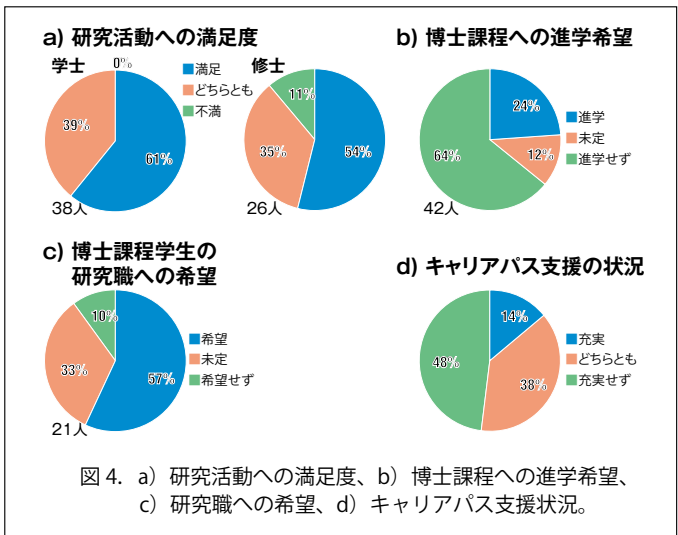 a) 研究活動への満足度
学士
0%
満足
どちらとも
不満
39%
61%
38人
修士
11%
35%
54%
26人
b) 博士課程への進学希望
24%
12%
64%
進学
未定
進学せず
42人
c) 博士課程学生の
研究職への希望
10%
33%
57%
希望
未定
希望せず
21人
d) キャリアパス支援の状況
14%
48%
38%
充実
どちらとも
充実せず
図 4. a）研究活動への満足度、b）博士課程への進学希望、
c）研究職への希望、d）キャリアパス支援状況。